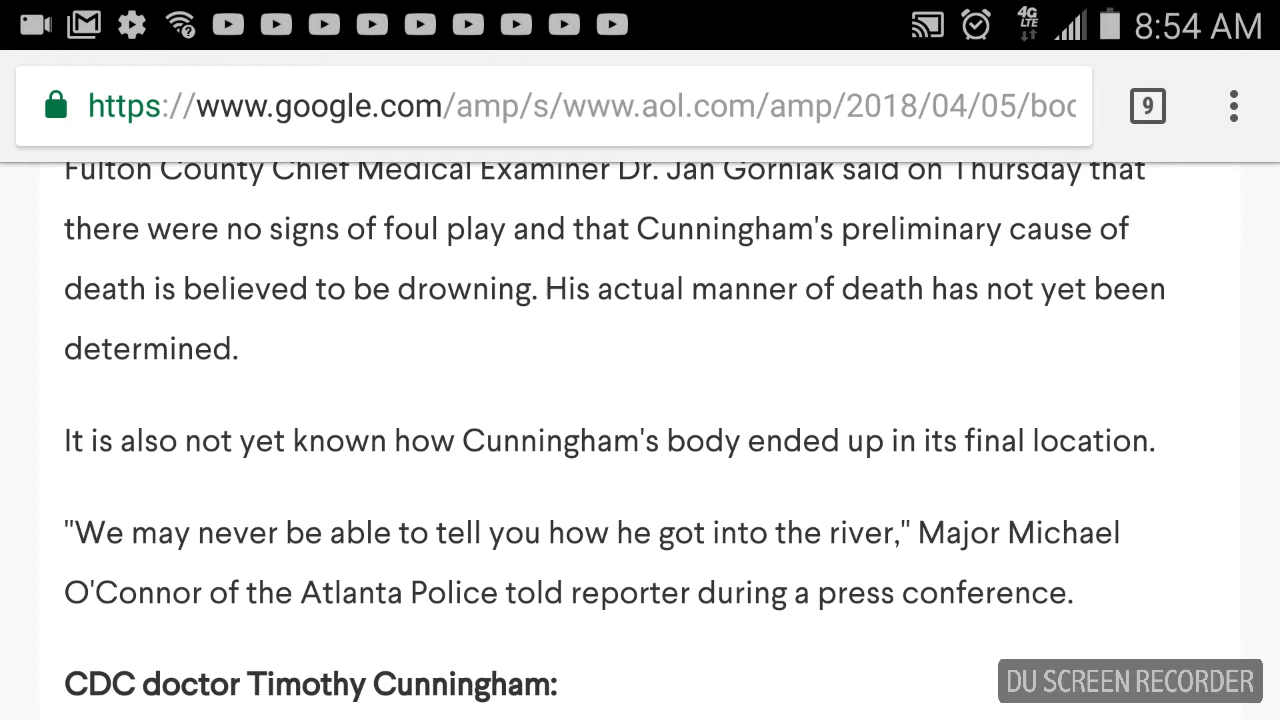 4G
LTE
8:54 AM
https://www.google.com/amp/s/www.aol.com/amp/2018/04/05/boc
9
Fulton County Chief Medical Examiner Dr. Jan Gorniak said on Thursday that
there were no signs of foul play and that Cunningham's preliminary cause of
death is believed to be drowning. His actual manner of death has not yet been
determined.
It is also not yet known how Cunningham's body ended up in its final location.
"We may never be able to tell you how he got into the river," Major Michael
O'Connor of the Atlanta Police told reporter during a press conference.
CDC doctor Timothy Cunningham:
DU SCREEN RECORDER